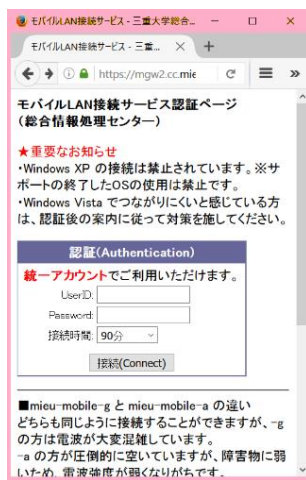 モバイルLAN接続サービス - 三重大学総合...
モバイルLAN接続サービス - 三重...
https://mgw2.cc.mie
モバイルLAN接続サービス認証ページ
（総合情報処理センター）
★重要なお知らせ
・Windows XP の接続は禁止されています。※サ
ポートの終了したOSの使用は禁止です。
・Windows Vista でつながりにくいと感じている方
は、認証後の案内に従って対策を施してください。
認証(Authentication)
統一アカウントでご利用いただけます。
UserID:
Password:
接続時間: 90分
接続(Connect)
■mieu-mobile-g と mieu-mobile-a の違い
どちらも同じように接続することができますが、-g
の方は電波が大変混雑しています。
-a の方が圧倒的に空いていますが、障害物に弱
いため、電波強度が弱くなりがちです。